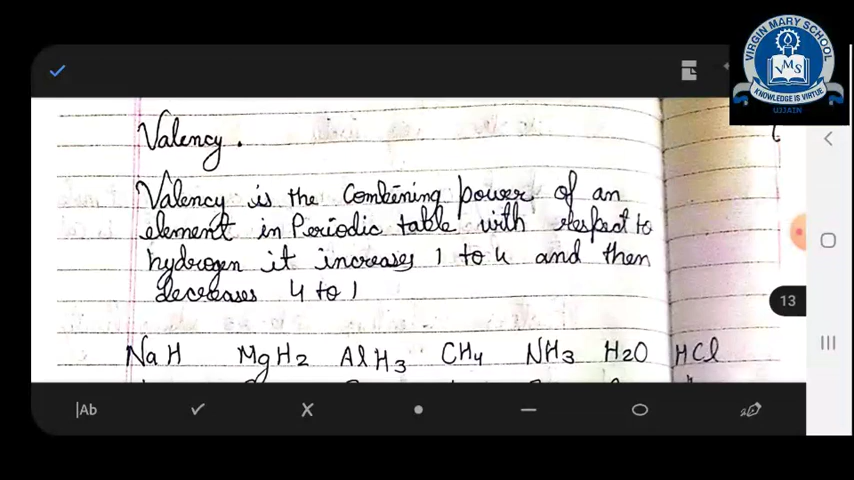 VIRGIN MARY SCHOOL
VMS
KNOWLEDGE IS VIRTUE
UJJAIN
Valency.
Valency is the Combining power of an
element in Periodic table with respect to
hydrogen it increases 1 to 4 and then
decreases 4 to 1
13
NaH MgH2 AlH3 CH4 NH3 H2O HCl
Ab